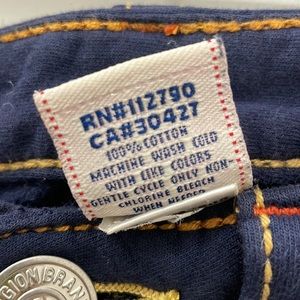 RN#112790
CA#30427
100% COTTON
MACHINE WASH COLD
WITH LIKE COLORS
GENTLE CYCLE ONLY NON-
CHLORINE BLEACH
WHEN NEEDED
BRAN